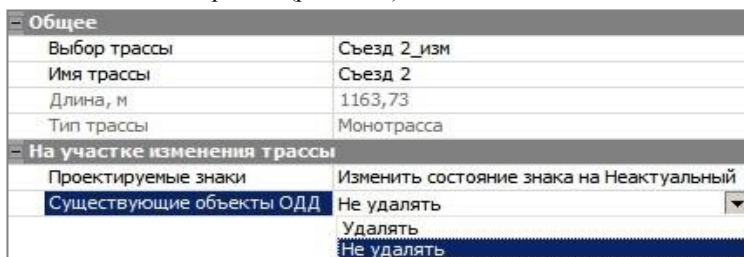 Общее
Выбор трассы Съезд 2_изм
Имя трассы Съезд 2
Длина, м 1163,73
Тип трассы Монотрасса
На участке изменения трассы
Проектируемые знаки Изменить состояние знака на Неактуальный
Существующие объекты ОДД Не удалять
Удалять
Не удалять